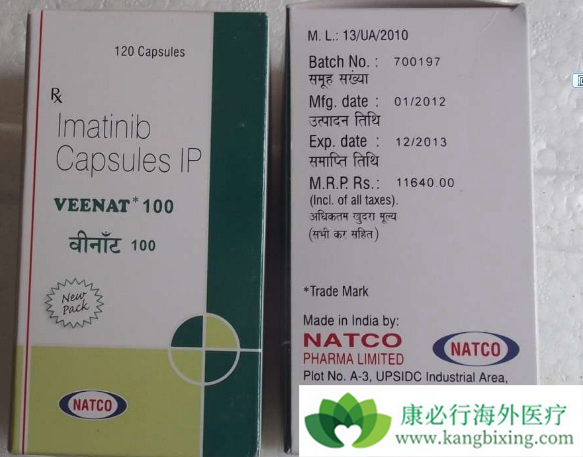 120 Capsules
Rx
Imatinib
Capsules IP
VEENAT* 100
वीनॉट 100
New
Pack
NATCO
M. L.: 13/UA/2010
Batch No. : 700197
समूह संख्या
Mfg. date : 01/2012
उत्पादन तिथि
Exp. date : 12/2013
समाप्ति तिथि
M.R.P. Rs.: 11640.00
(Incl. of all taxes).
अधिकतम खुदरा मूल्य
(सभी कर सहित)
*Trade Mark
Made in India by:
NATCO
PHARMA LIMITED
NATCO
Plot No. A-3, UPSIDC Industrial Area,
康必行海外医疗
www.kangbixing.com